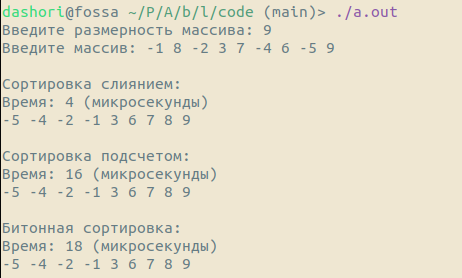 dashori@fossa ~/P/A/b/l/code (main)> ./a.out
Введите размерность массива: 9
Введите массив: -1 8 -2 3 7 -4 6 -5 9
Сортировка слиянием:
Время: 4 (микросекунды)
-5 -4 -2 -1 3 6 7 8 9
Сортировка подсчетом:
Время: 16 (микросекунды)
-5 -4 -2 -1 3 6 7 8 9
Битонная сортировка:
Время: 18 (микросекунды)
-5 -4 -2 -1 3 6 7 8 9